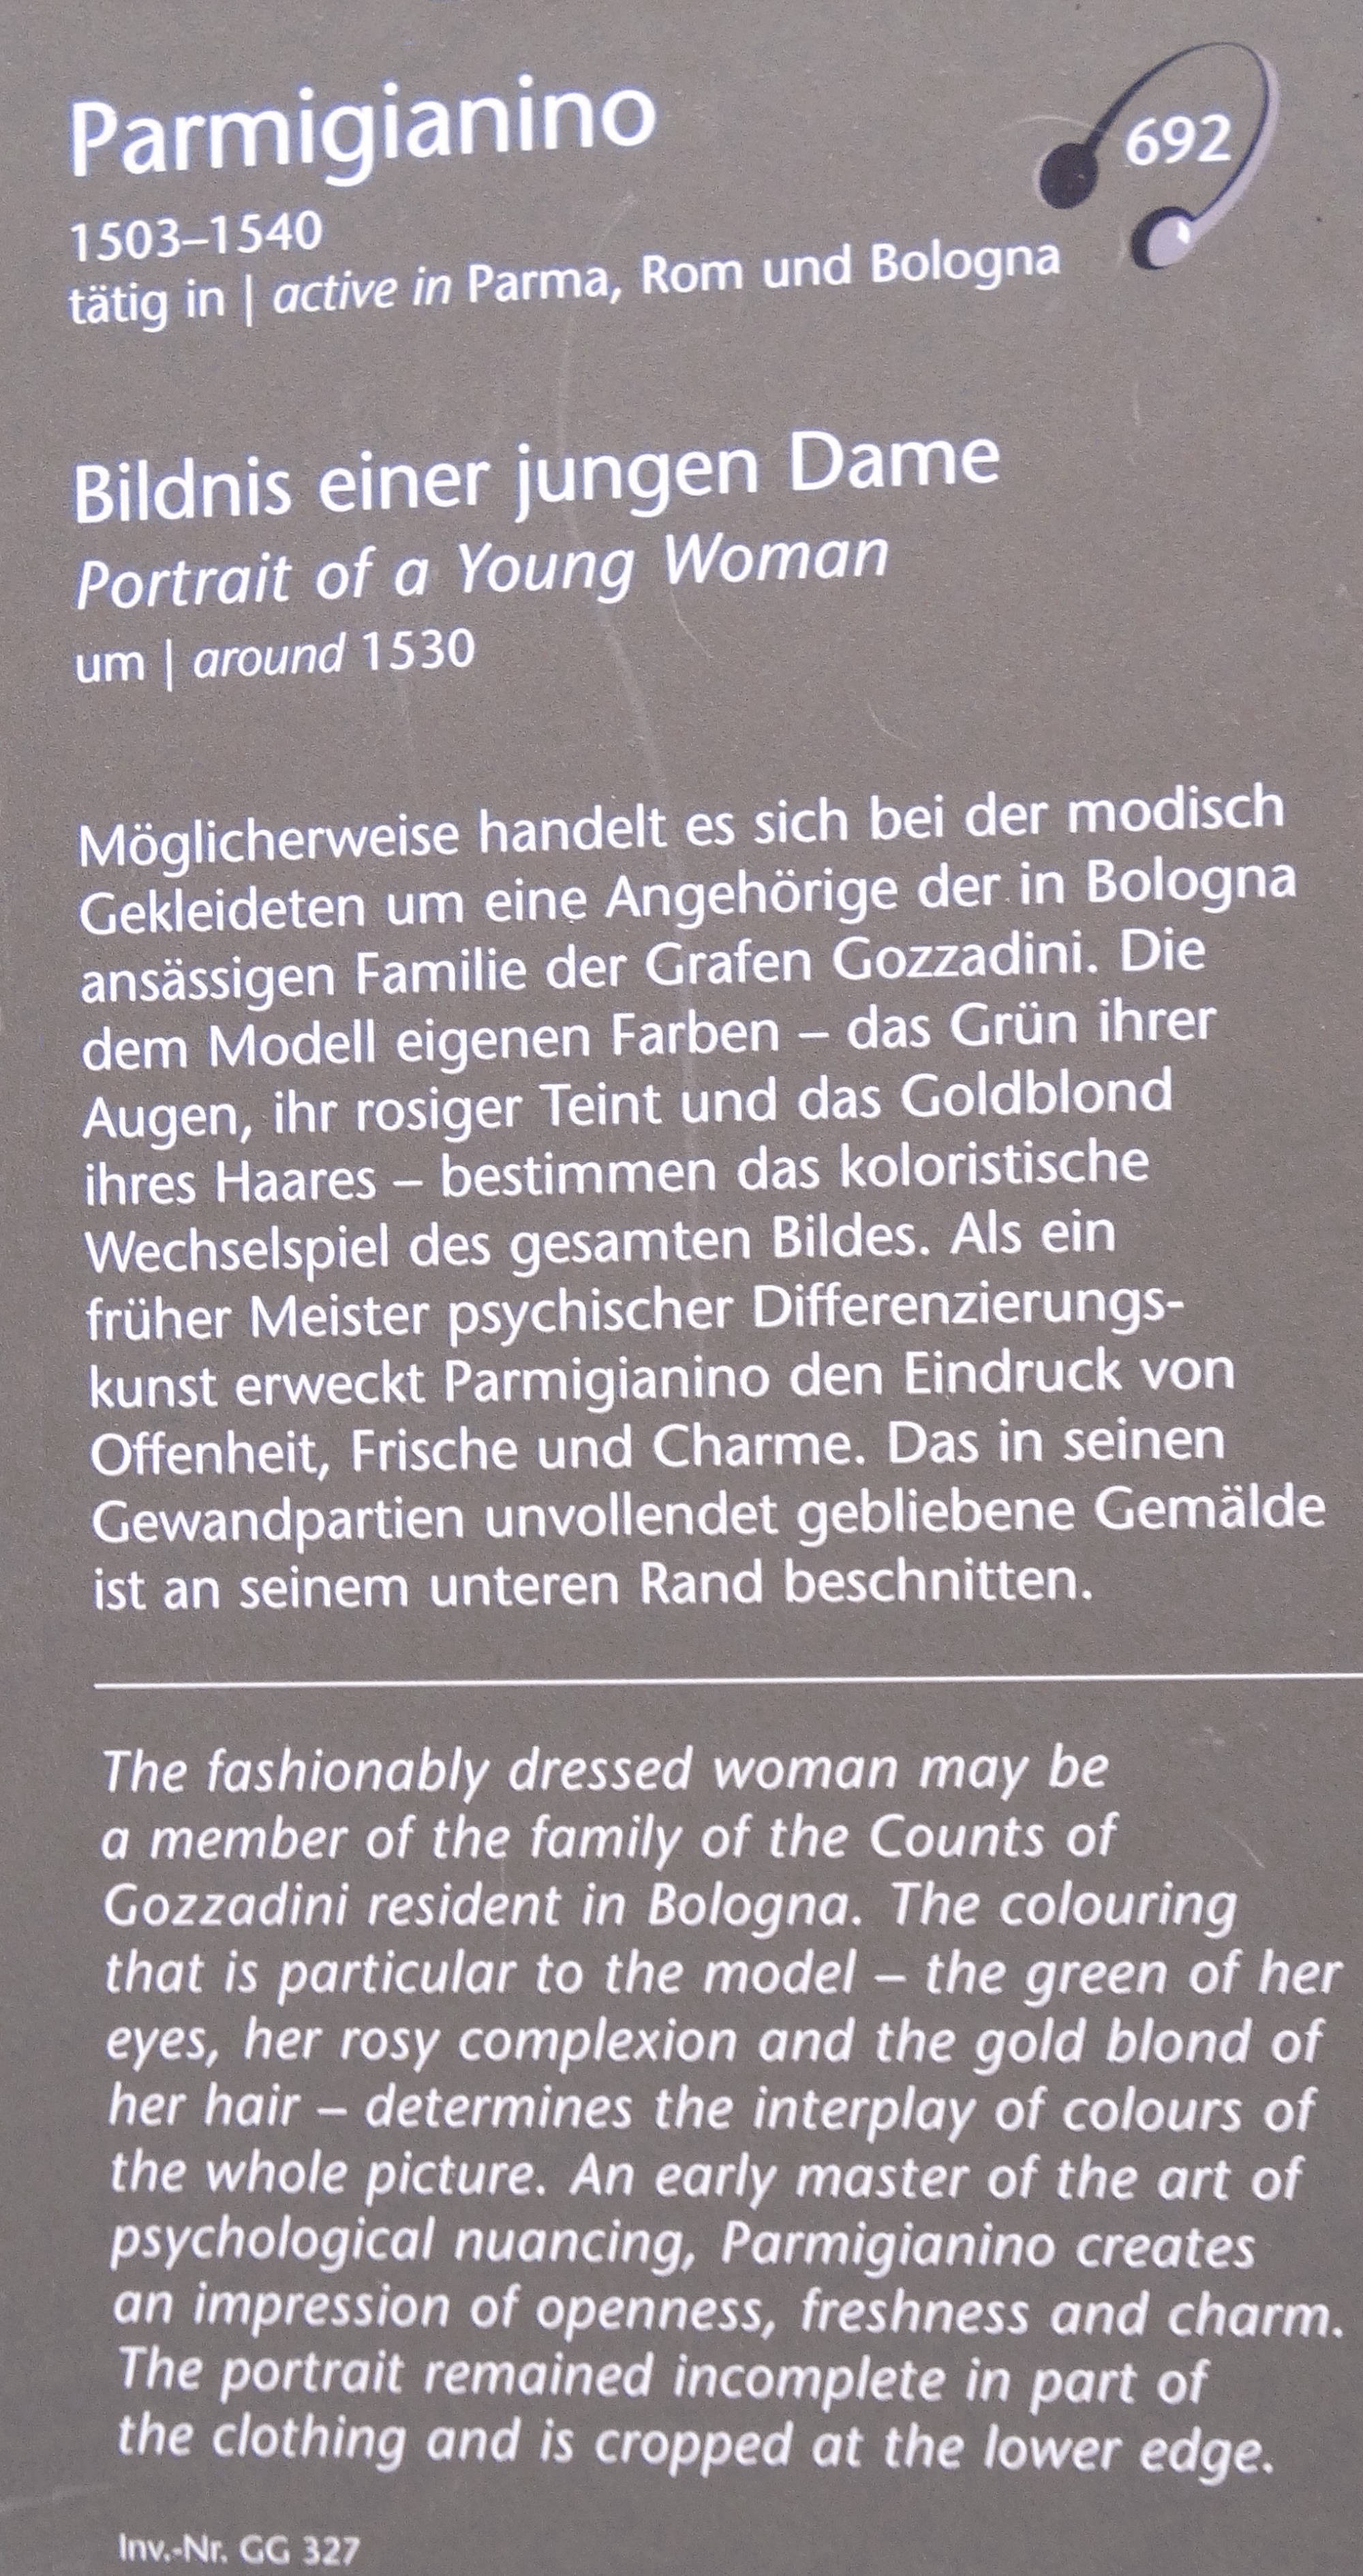 Parmigianino
692
1503–1540
tätig in | active in Parma, Rom und Bologna
Bildnis einer jungen Dame
Portrait of a Young Woman
um | around 1530
Möglicherweise handelt es sich bei der modisch
Gekleideten um eine Angehörige der in Bologna
ansässigen Familie der Grafen Gozzadini. Die
dem Modell eigenen Farben – das Grün ihrer
Augen, ihr rosiger Teint und das Goldblond
ihres Haares – bestimmen das koloristische
Wechselspiel des gesamten Bildes. Als ein
früher Meister psychischer Differenzierungs-
kunst erweckt Parmigianino den Eindruck von
Offenheit, Frische und Charme. Das in seinen
Gewandpartien unvollendet gebliebene Gemälde
ist an seinem unteren Rand beschnitten.
The fashionably dressed woman may be
a member of the family of the Counts of
Gozzadini resident in Bologna. The colouring
that is particular to the model – the green of her
eyes, her rosy complexion and the gold blond of
her hair – determines the interplay of colours of
the whole picture. An early master of the art of
psychological nuancing, Parmigianino creates
an impression of openness, freshness and charm.
The portrait remained incomplete in part of
the clothing and is cropped at the lower edge.
Inv.-Nr. GG 327